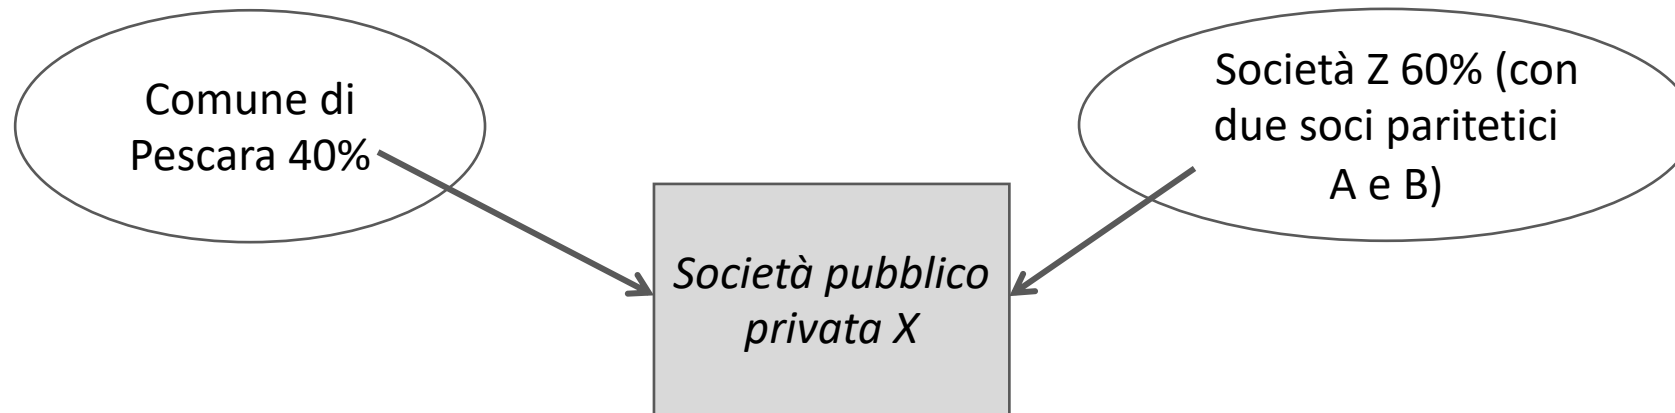 Comune di
Pescara 40%
Società Z 60% (con
due soci paritetici
A e B)
Società pubblico
privata X